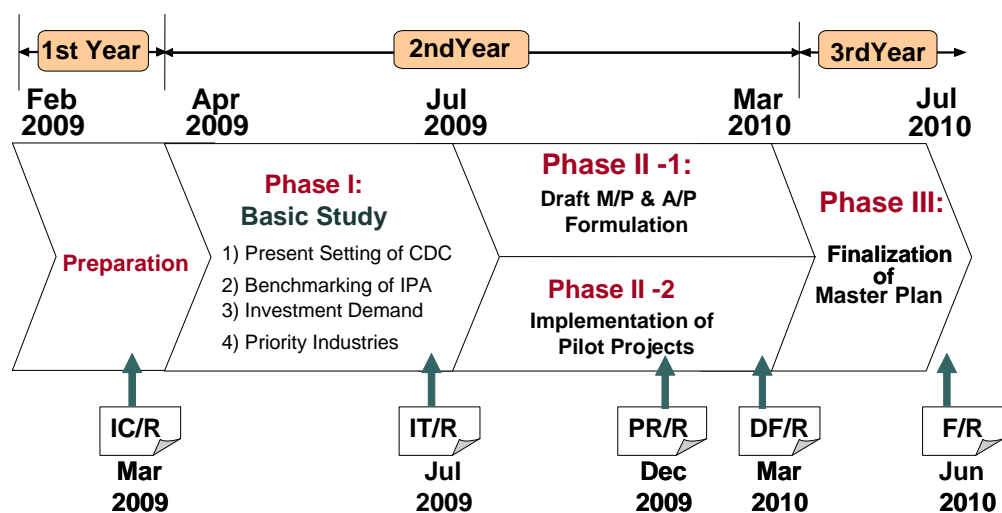 1st Year
2ndYear
3rdYear
Feb
2009
Apr
2009
Jul
2009
Mar
2010
Jul
2010
Preparation
Phase I:
Basic Study
1) Present Setting of CDC
2) Benchmarking of IPA
3) Investment Demand
4) Priority Industries
Phase II -1:
Draft M/P & A/P
Formulation
Phase II -2
Implementation of
Pilot Projects
Phase III:
Finalization
of
Master Plan
IC/R
Mar
2009
IT/R
Jul
2009
PR/R
Dec
2009
DF/R
Mar
2010
F/R
Jun
2010